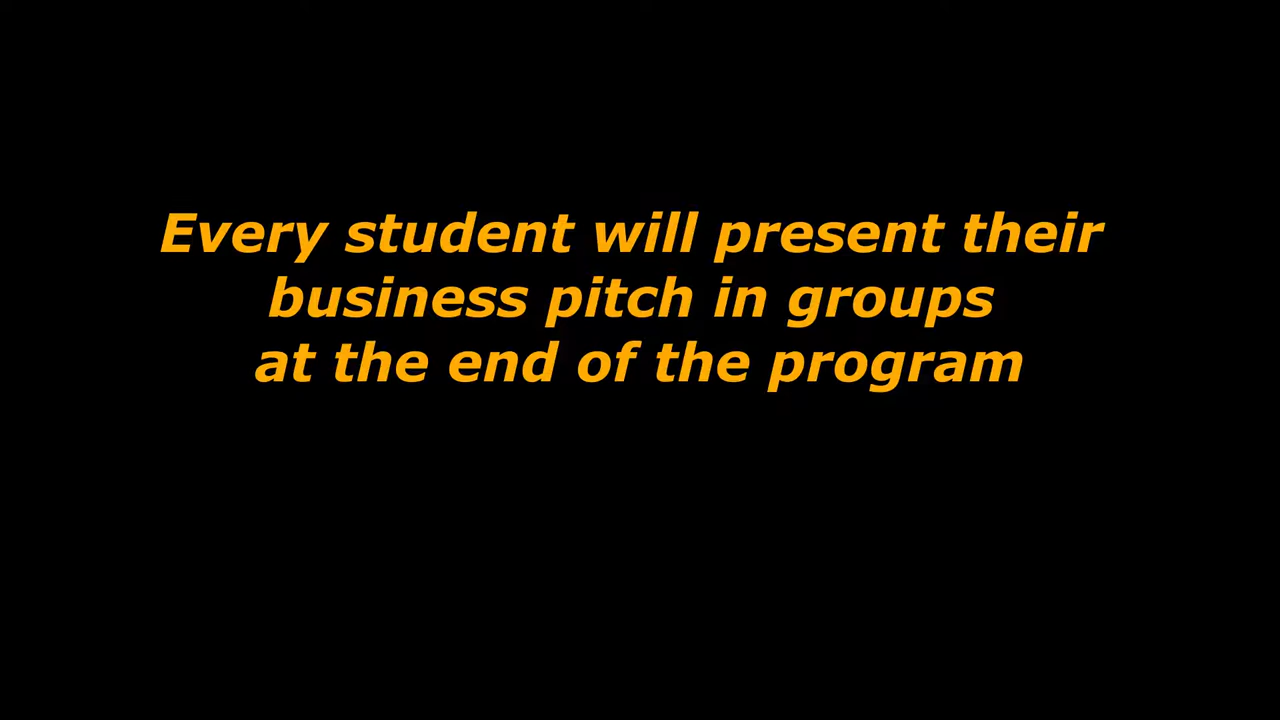 Every student will present their
business pitch in groups
at the end of the program